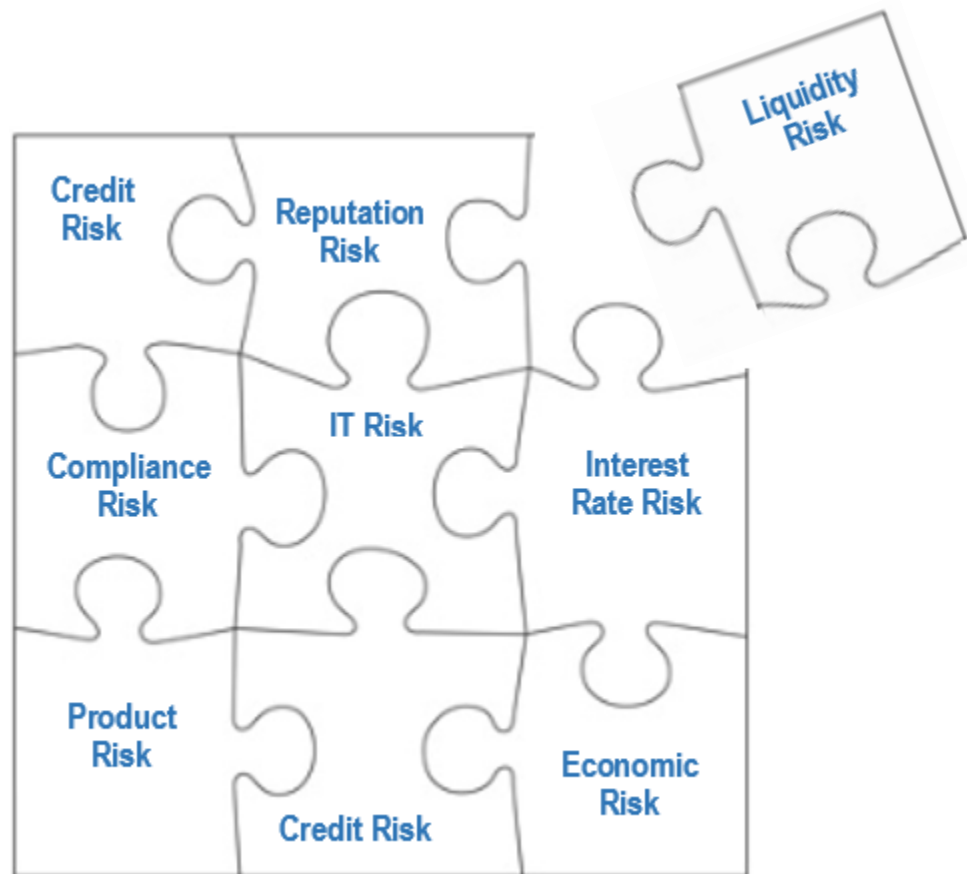 Liquidity
Risk
Credit
Risk
Reputation
Risk
IT Risk
Compliance
Risk
Interest
Rate Risk
Product
Risk
Credit Risk
Economic
Risk